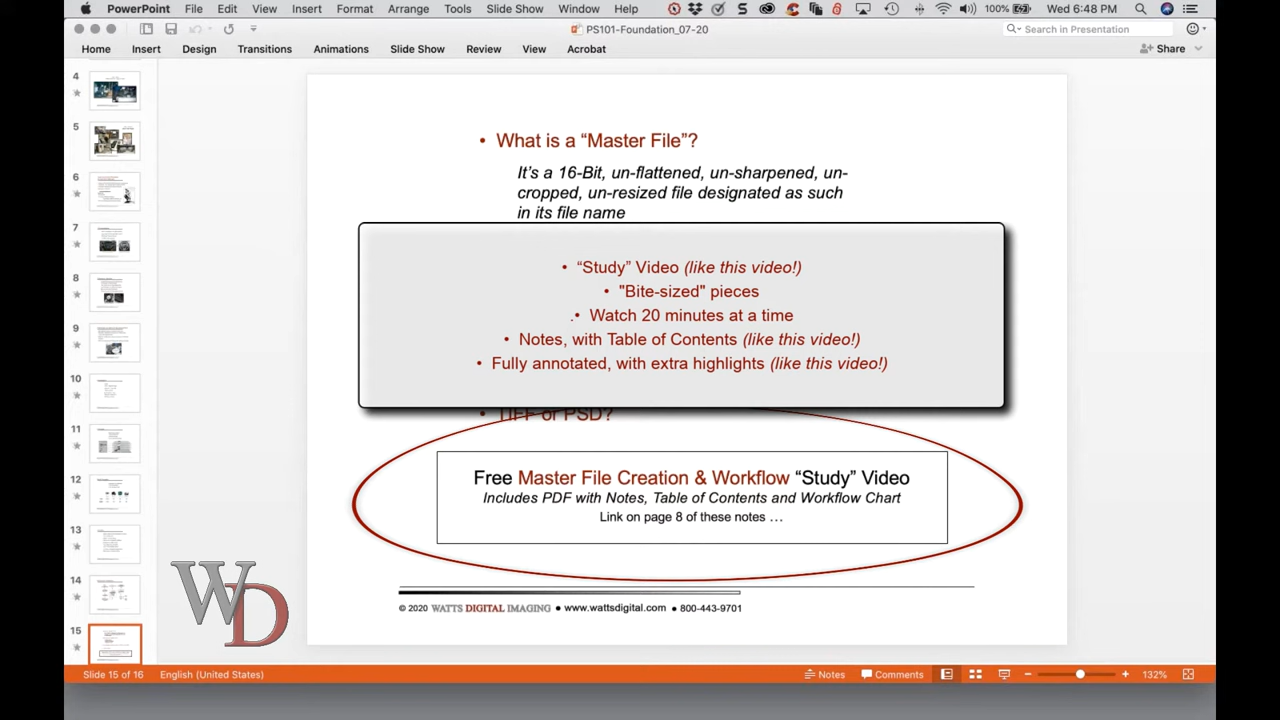 PowerPoint File Edit View Insert Format Arrange Tools Slide Show Window Help 100% Wed 6:48 PM
PS101-Foundation_07-20
Search in Presentation
Home Insert Design Transitions Animations Slide Show Review View Acrobat Share
4
5
6
7
8
9
10
11
12
13
14
15
• What is a “Master File”?
It’s a 16-Bit, un-flattened, un-sharpened, un-
cropped, un-resized file designated as such
in its file name
• “Study” Video (like this video!)
• "Bite-sized" pieces
.• Watch 20 minutes at a time
• Notes, with Table of Contents (like this video!)
• Fully annotated, with extra highlights (like this video!)
• TIFF or PSD?
Free Master File Creation & Workflow “Study” Video
Includes PDF with Notes, Table of Contents and Workflow Chart
Link on page 8 of these notes …
© 2020 WATTS DIGITAL IMAGING ● www.wattsdigital.com ● 800-443-9701
WD
Slide 15 of 16 English (United States) Notes Comments 132%